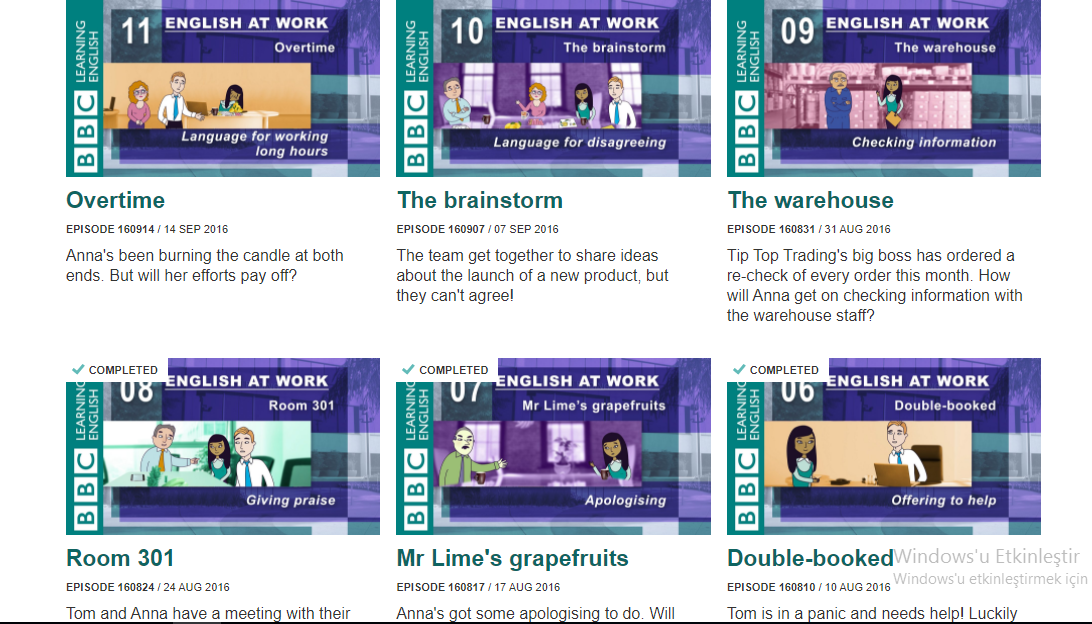 11 ENGLISH AT WORK
Overtime
BBC LEARNING ENGLISH
Language for working
long hours
10 ENGLISH AT WORK
The brainstorm
BBC LEARNING ENGLISH
Language for disagreeing
09 ENGLISH AT WORK
The warehouse
BBC LEARNING ENGLISH
Checking information
Overtime
EPISODE 160914 / 14 SEP 2016
Anna's been burning the candle at both
ends. But will her efforts pay off?
The brainstorm
EPISODE 160907 / 07 SEP 2016
The team get together to share ideas
about the launch of a new product, but
they can't agree!
The warehouse
EPISODE 160831 / 31 AUG 2016
Tip Top Trading's big boss has ordered a
re-check of every order this month. How
will Anna get on checking information with
the warehouse staff?
COMPLETED
08 ENGLISH AT WORK
Room 301
BBC LEARNING ENGLISH
Giving praise
COMPLETED
07 ENGLISH AT WORK
Mr Lime's grapefruits
BBC LEARNING ENGLISH
Apologising
COMPLETED
06 ENGLISH AT WORK
Double-booked
BBC LEARNING ENGLISH
Offering to help
Room 301
EPISODE 160824 / 24 AUG 2016
Tom and Anna have a meeting with their
Mr Lime's grapefruits
EPISODE 160817 / 17 AUG 2016
Anna's got some apologising to do. Will
Double-booked
EPISODE 160810 / 10 AUG 2016
Tom is in a panic and needs help! Luckily
Windows'u Etkinleştir
Windows'u etkinleştirmek için